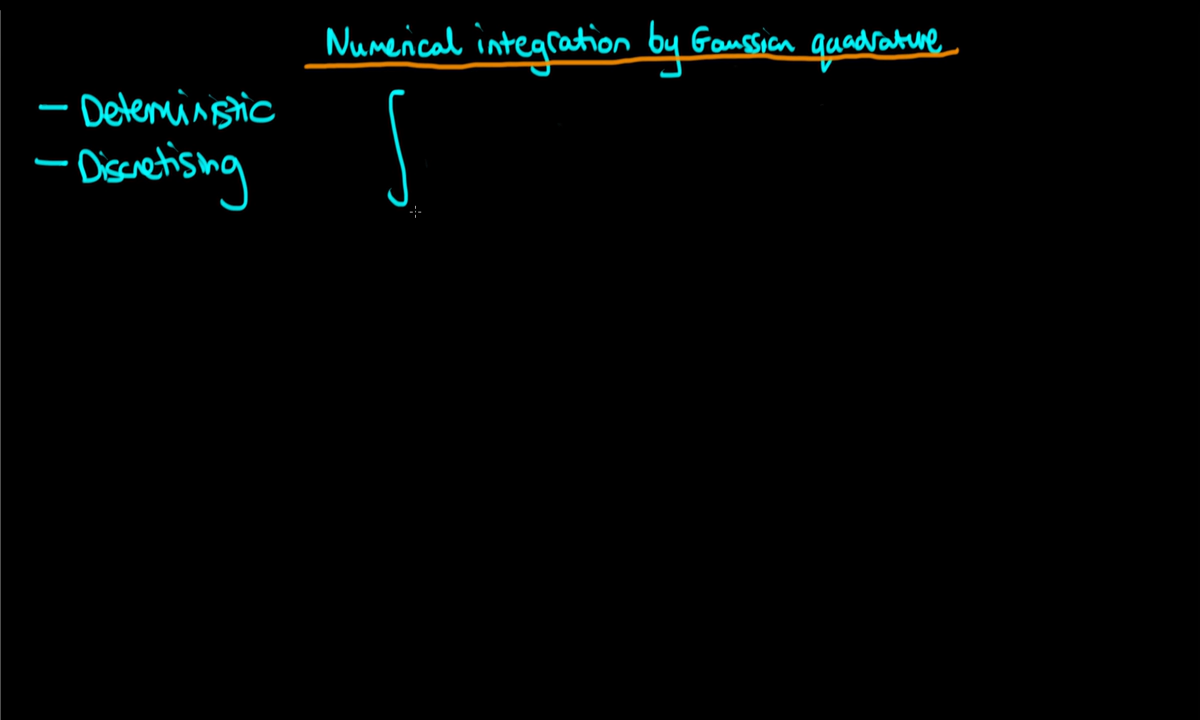 Numerical integration by Gaussian quadrature
– Deterministic
– Discretising
∫